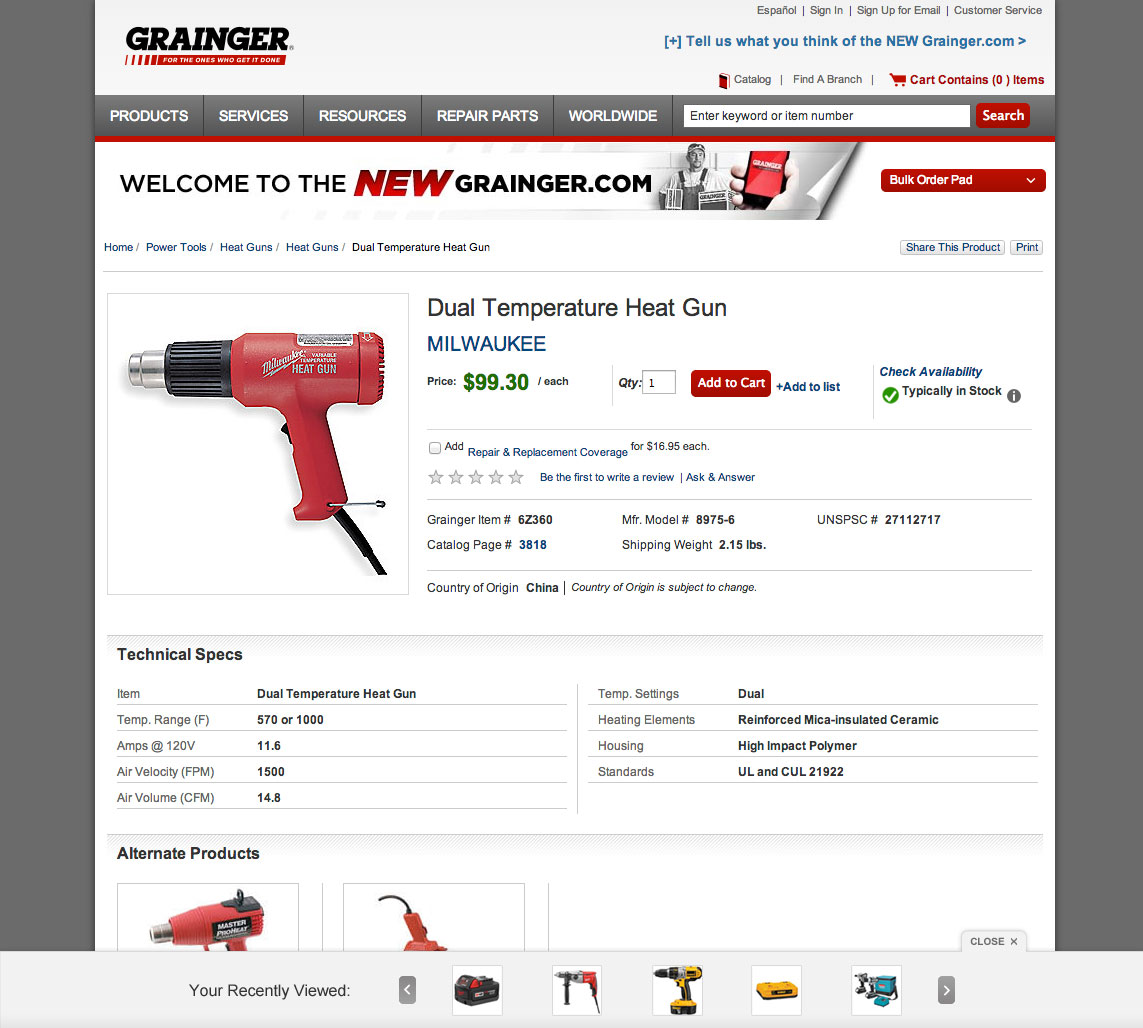 Español | Sign In | Sign Up for Email | Customer Service
GRAINGER®
FOR THE ONES WHO GET IT DONE
[+] Tell us what you think of the NEW Grainger.com >
Catalog | Find A Branch | Cart Contains (0 ) Items
PRODUCTS SERVICES RESOURCES REPAIR PARTS WORLDWIDE Enter keyword or item number Search
WELCOME TO THE NEW GRAINGER.COM
GRAINGER
GRAINGER
Bulk Order Pad
Home / Power Tools / Heat Guns / Heat Guns / Dual Temperature Heat Gun
Share This Product Print
Dual Temperature Heat Gun
MILWAUKEE
Milwaukee VARIABLE TEMPERATURE HEAT GUN
Price: $99.30 / each
Qty: 1 Add to Cart +Add to list
Check Availability
Typically in Stock i
Add Repair & Replacement Coverage for $16.95 each.
Be the first to write a review | Ask & Answer
Grainger Item # 6Z360 Mfr. Model # 8975-6 UNSPSC # 27112717
Catalog Page # 3818 Shipping Weight 2.15 lbs.
Country of Origin China | Country of Origin is subject to change.
Technical Specs
Item Dual Temperature Heat Gun Temp. Settings Dual
Temp. Range (F) 570 or 1000 Heating Elements Reinforced Mica-insulated Ceramic
Amps @ 120V 11.6 Housing High Impact Polymer
Air Velocity (FPM) 1500 Standards UL and CUL 21922
Air Volume (CFM) 14.8
Alternate Products
MASTER
PROHEAT
CLOSE ×
Your Recently Viewed: < >